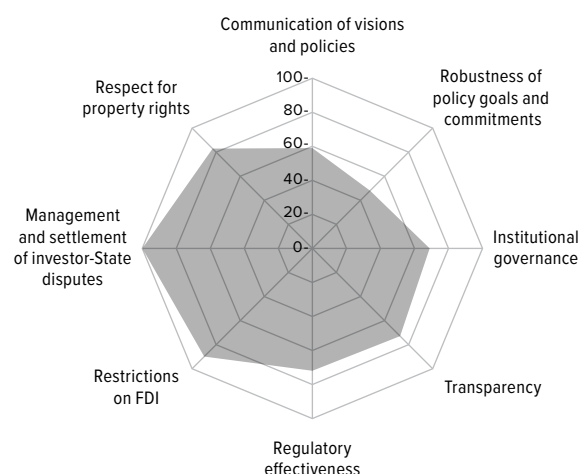 Communication of visions
and policies
Robustness of
policy goals and
commitments
Institutional
governance
Transparency
Regulatory
effectiveness
Restrictions
on FDI
Management
and settlement
of investor-State
disputes
Respect for
property rights
100-
80-
60-
40-
20-
0-